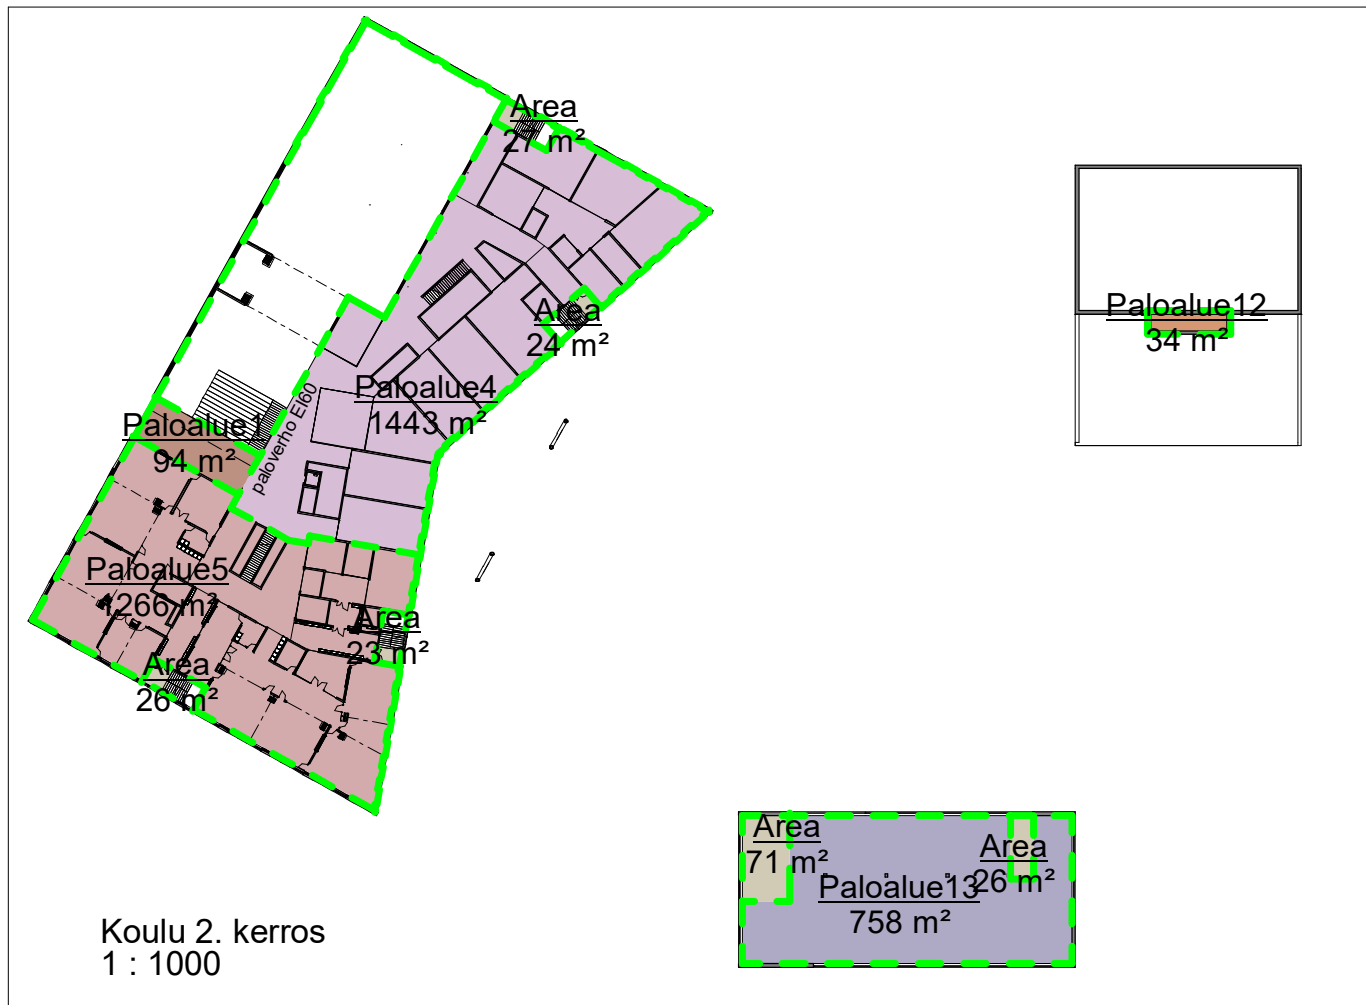 Area
27 m²
Paloalue12
34 m²
Area
24 m²
Paloalue4
1443 m²
paloverho EI60
Paloalue1
94 m²
Paloalue5
1266 m²
Area
23 m²
Area
26 m²
Area
71 m²
Area
26 m²
Paloalue13
758 m²
Koulu 2. kerros
1 : 1000